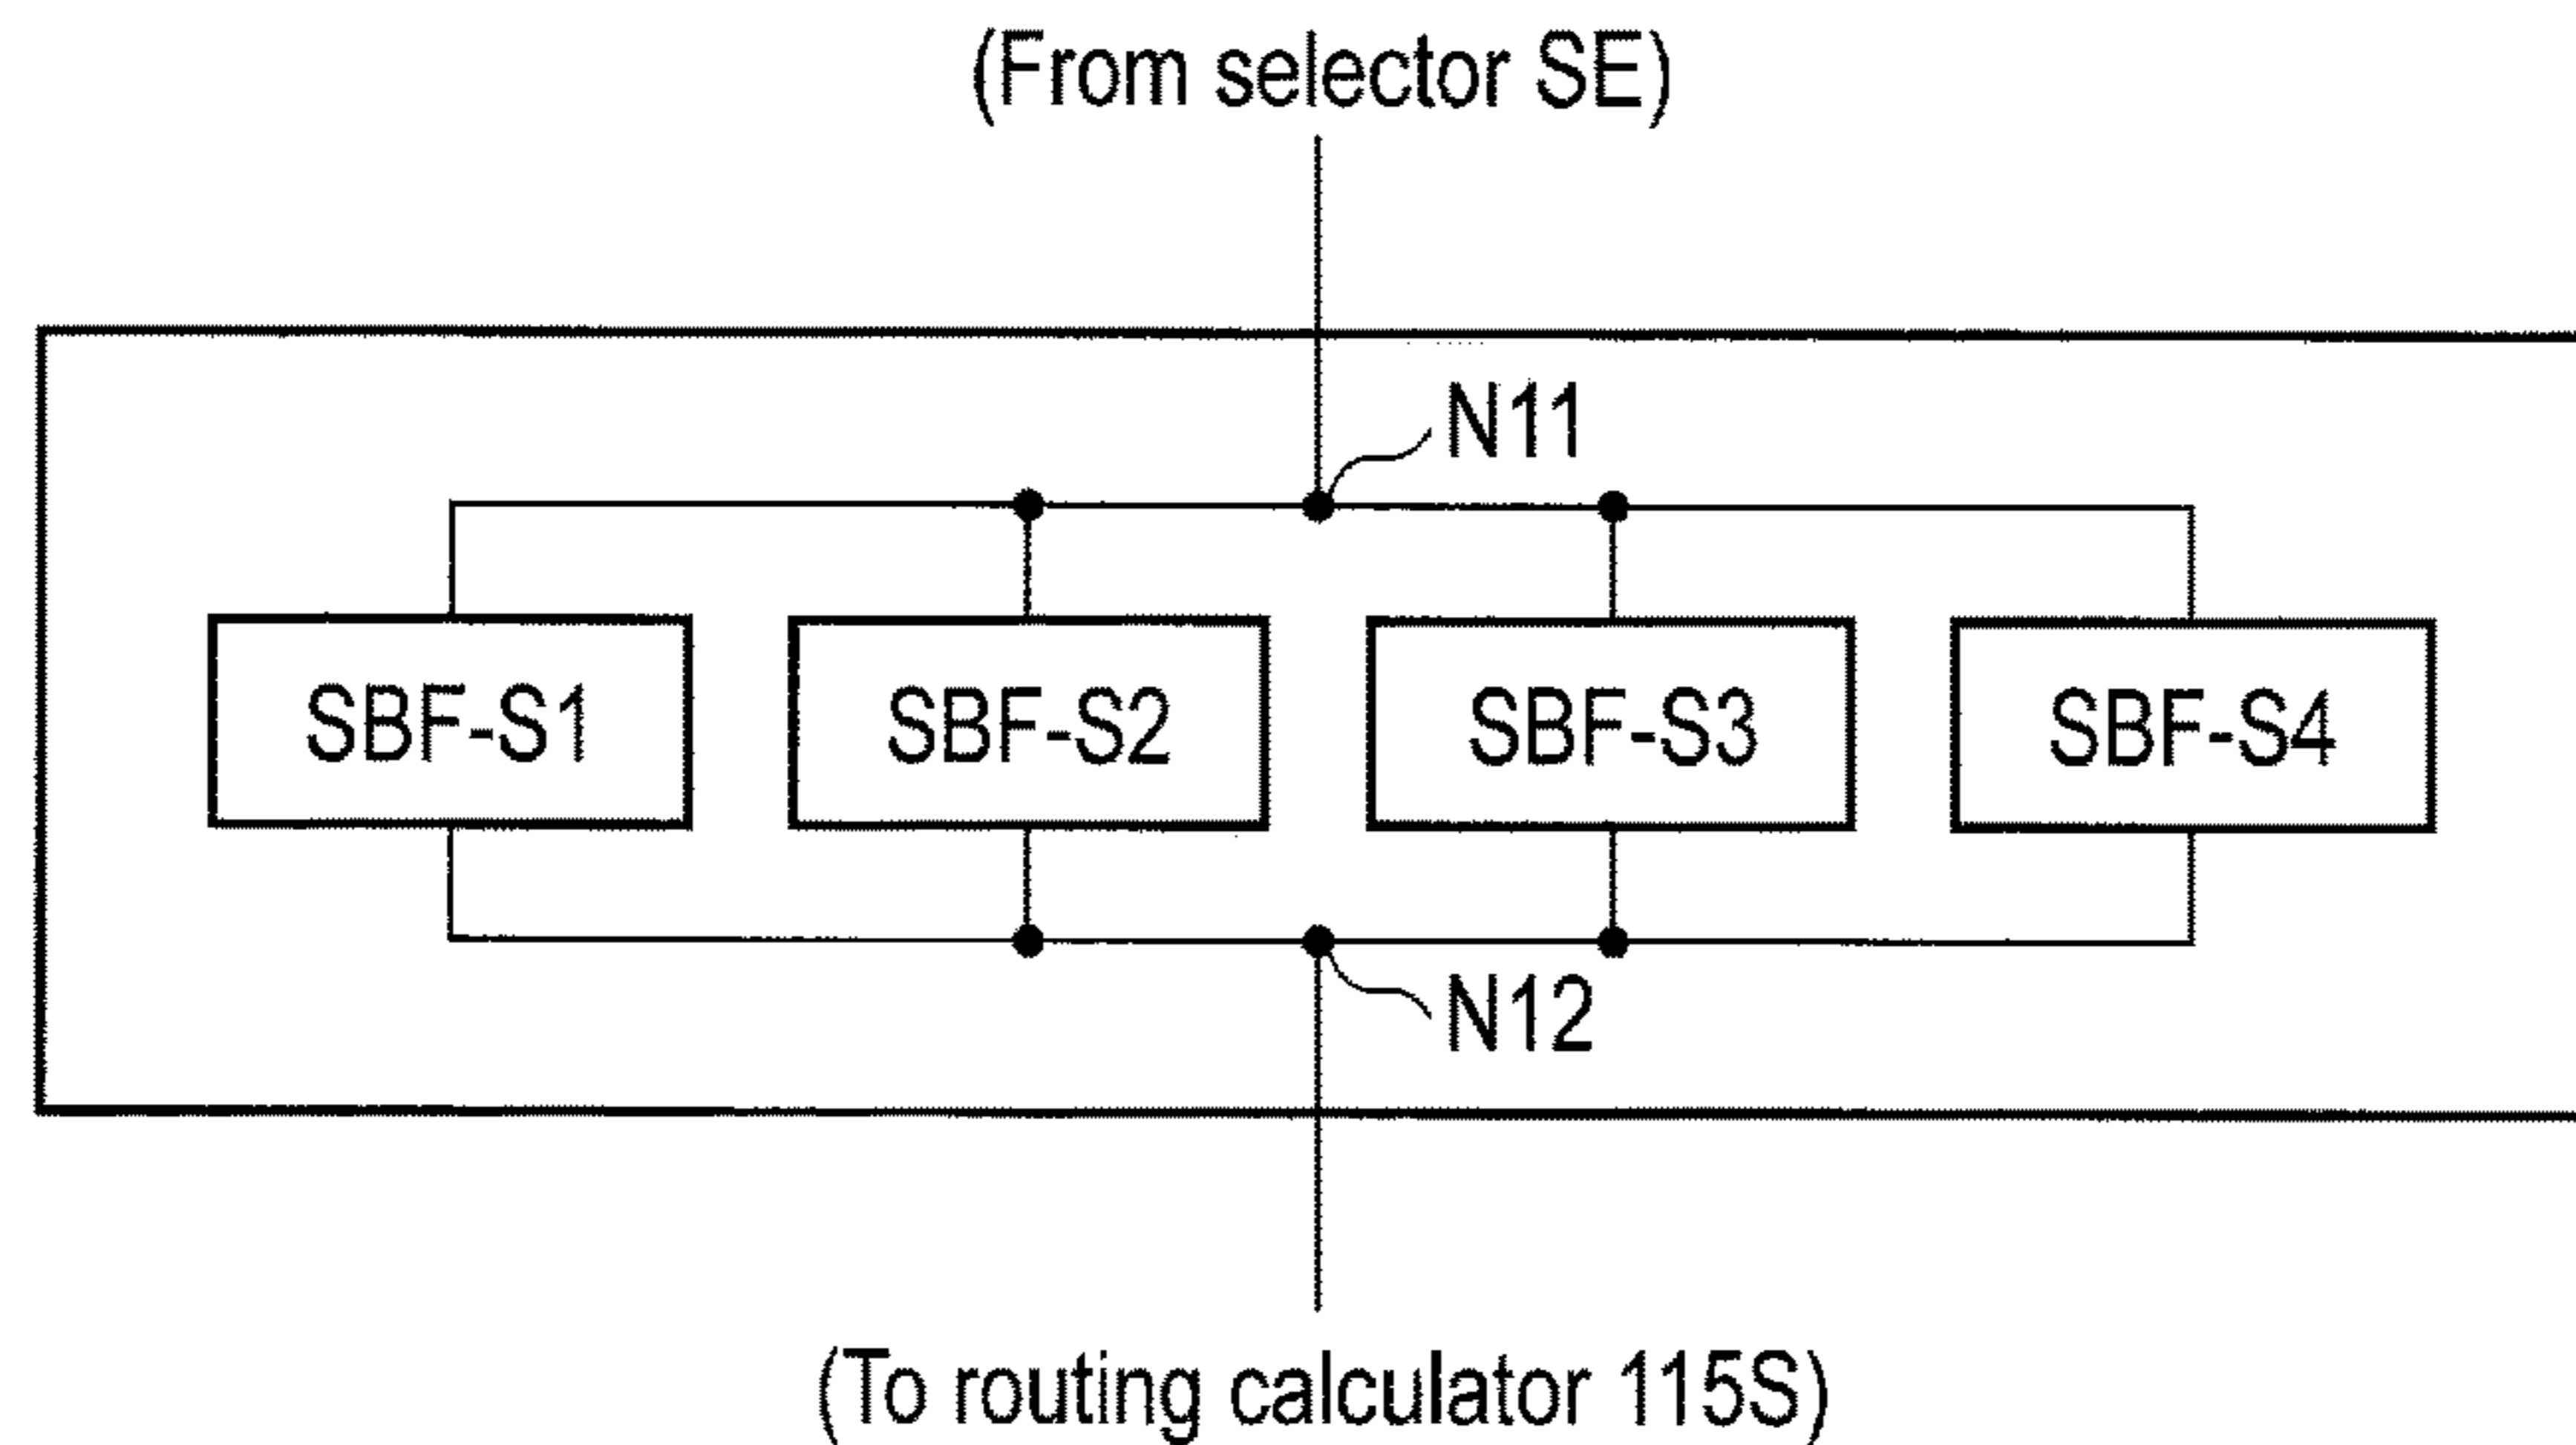 (From selector SE)
N11
SBF-S1 SBF-S2 SBF-S3 SBF-S4
N12
(To routing calculator 115S)